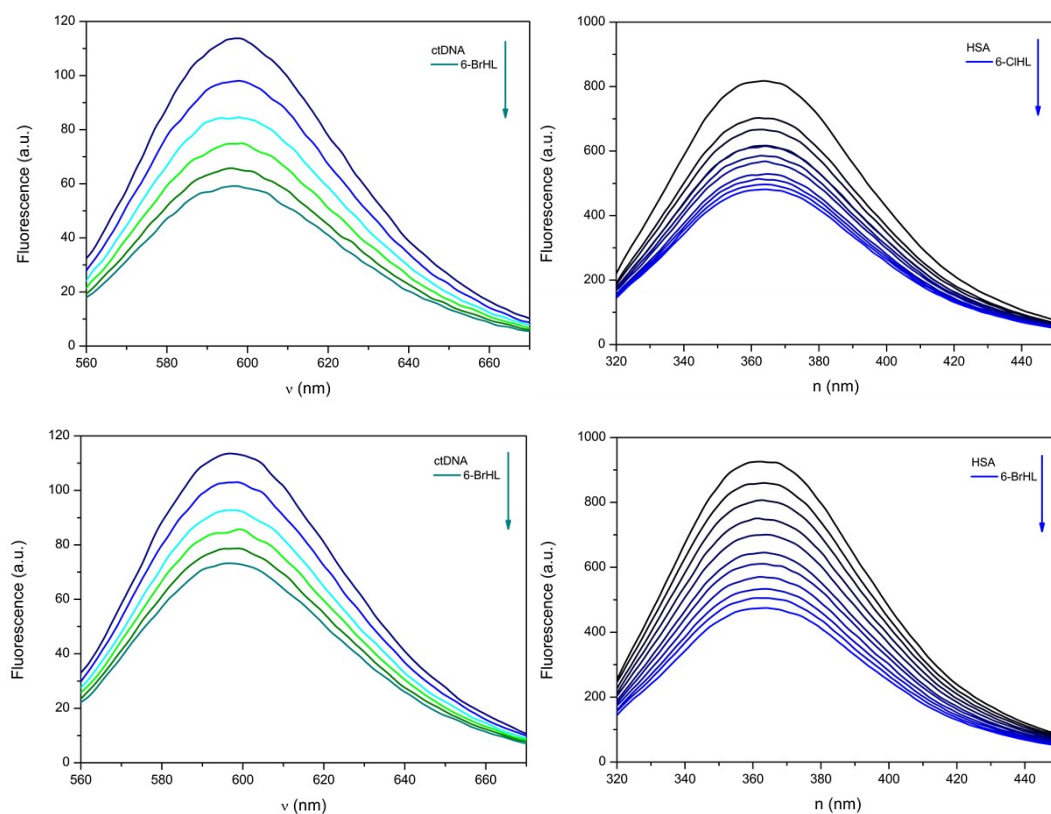 120
100
80
60
40
20
0
Fluorescence (a.u.)
ctDNA
6-BrHL
560 580 600 620 640 660
ν (nm)
1000
800
600
400
200
0
Fluorescence (a.u.)
HSA
6-ClHL
320 340 360 380 400 420 440
n (nm)
120
100
80
60
40
20
0
Fluorescence (a.u.)
ctDNA
6-BrHL
560 580 600 620 640 660
ν (nm)
1000
800
600
400
200
0
Fluorescence (a.u.)
HSA
6-BrHL
320 340 360 380 400 420 440
n (nm)